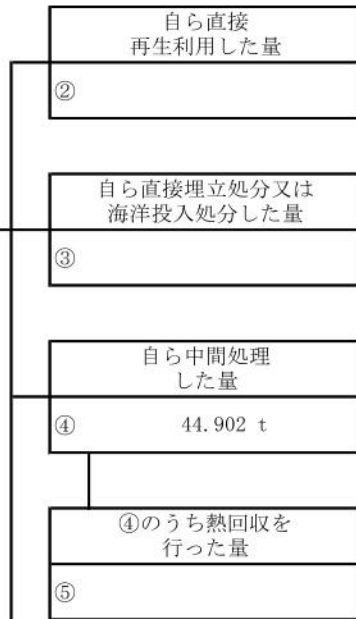 自ら直接
再生利用した量
②
自ら直接埋立処分又は
海洋投入処分した量
③
自ら中間処理
した量
④ 44.902 t
④のうち熱回収を
行った量
⑤